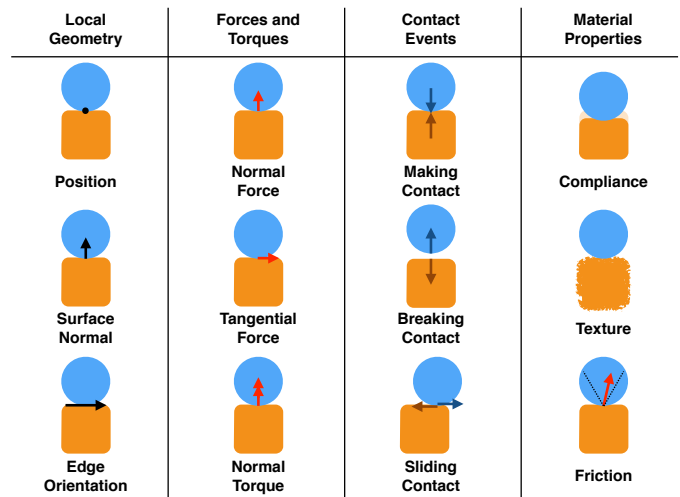 Local
Geometry
Forces and
Torques
Contact
Events
Material
Properties
Position
Normal
Force
Making
Contact
Compliance
Surface
Normal
Tangential
Force
Breaking
Contact
Texture
Edge
Orientation
Normal
Torque
Sliding
Contact
Friction